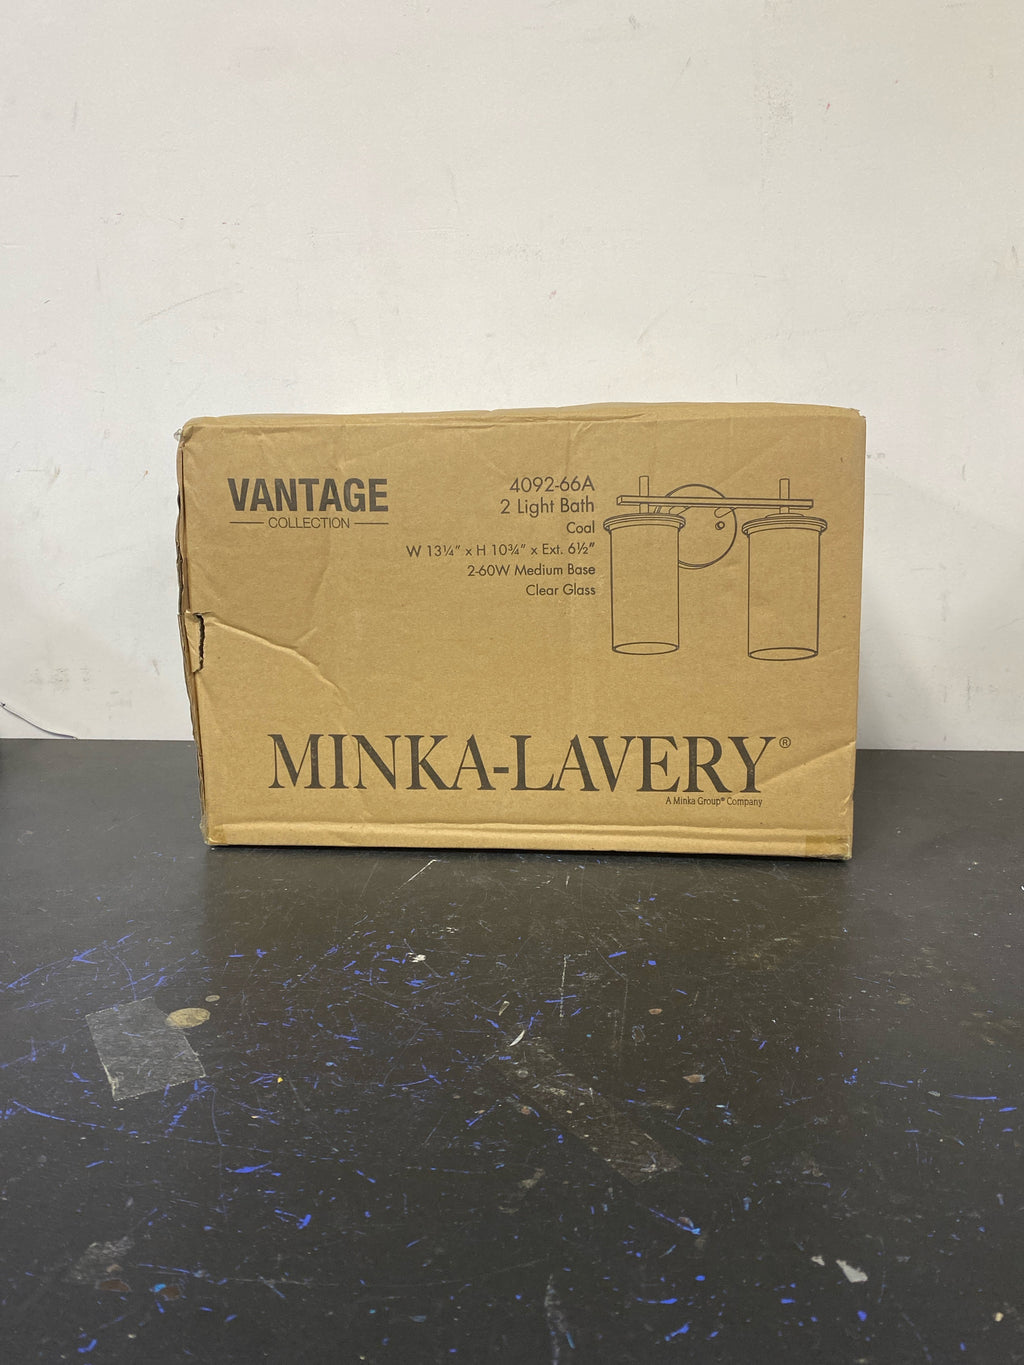 VANTAGE
COLLECTION
4092-66A
2 Light Bath
Coal
W 13¼" x H 10¾" x Ext. 6½"
2-60W Medium Base
Clear Glass
MINKA-LAVERY®
A Minka Group® Company